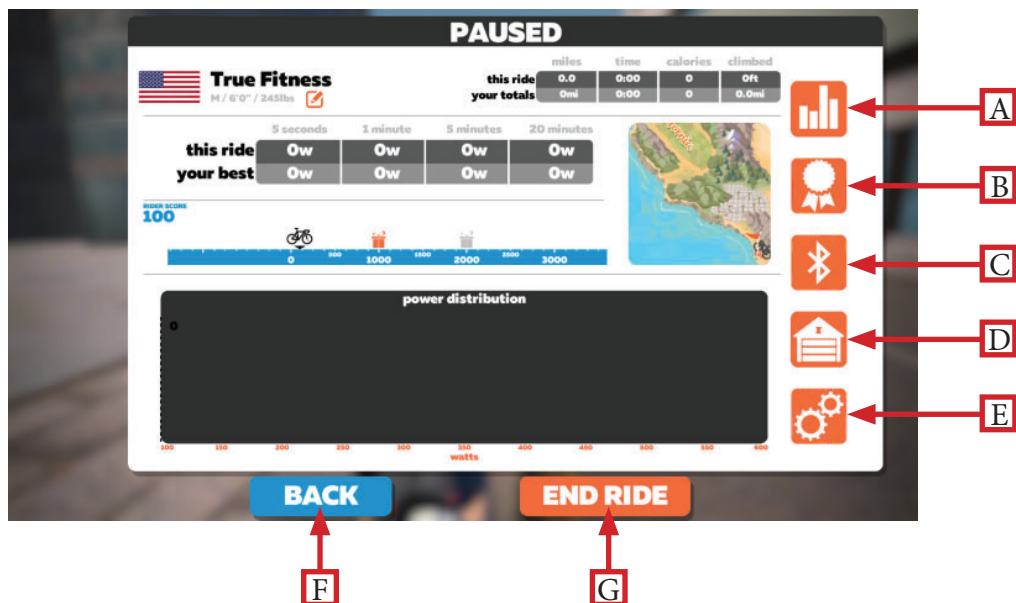 PAUSED
True Fitness
M / 6'0" / 245lbs
miles time calories climbed
this ride 0.0 0:00 0 0ft
your totals 0mi 0:00 0 0.0mi
5 seconds 1 minute 5 minutes 20 minutes
this ride 0w 0w 0w 0w
your best 0w 0w 0w 0w
RIDER SCORE
100
0 500 1000 1500 2000 2500 3000
power distribution
0
100 150 200 250 300 350 400 450 500 550 600
watts
BACK
END RIDE
A
B
C
D
E
F
G